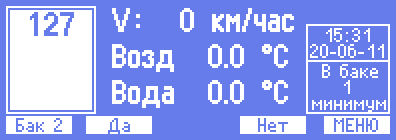 127
V: 0 км/час
Возд 0.0 °C
Вода 0.0 °C
15:31
20-06-11
В баке
1
минимум
Бак 2 Да Нет МЕНЮ